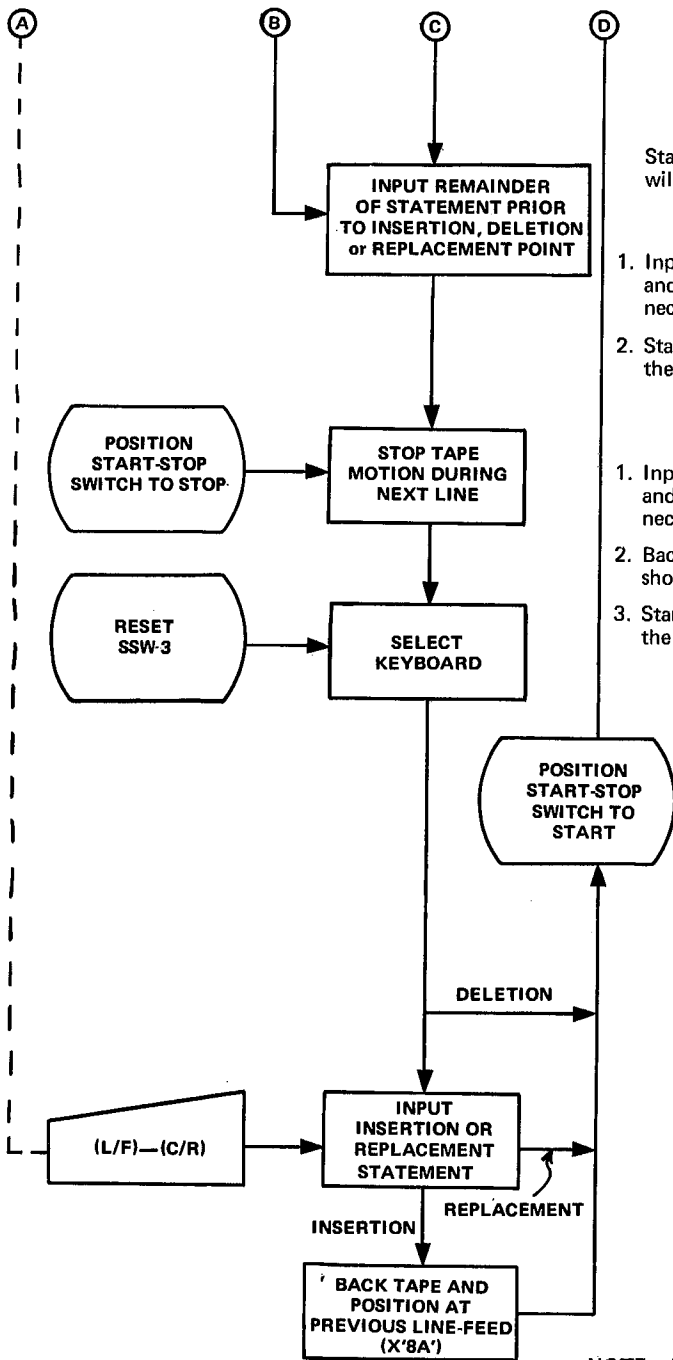 A
B
C
D
INPUT REMAINDER
OF STATEMENT PRIOR
TO INSERTION, DELETION
or REPLACEMENT POINT
POSITION
START-STOP
SWITCH TO STOP
STOP TAPE
MOTION DURING
NEXT LINE
RESET
SSW-3
SELECT
KEYBOARD
POSITION
START-STOP
SWITCH TO
START
DELETION
(L/F)—(C/R)
INPUT
INSERTION OR
REPLACEMENT
STATEMENT
REPLACEMENT
INSERTION
BACK TAPE AND
POSITION AT
PREVIOUS LINE-FEED
(X'8A')
Sta
will
1. Inp
and
nec
2. Sta
the
1. Inp
and
nec
2. Bac
sho
3. Star
the